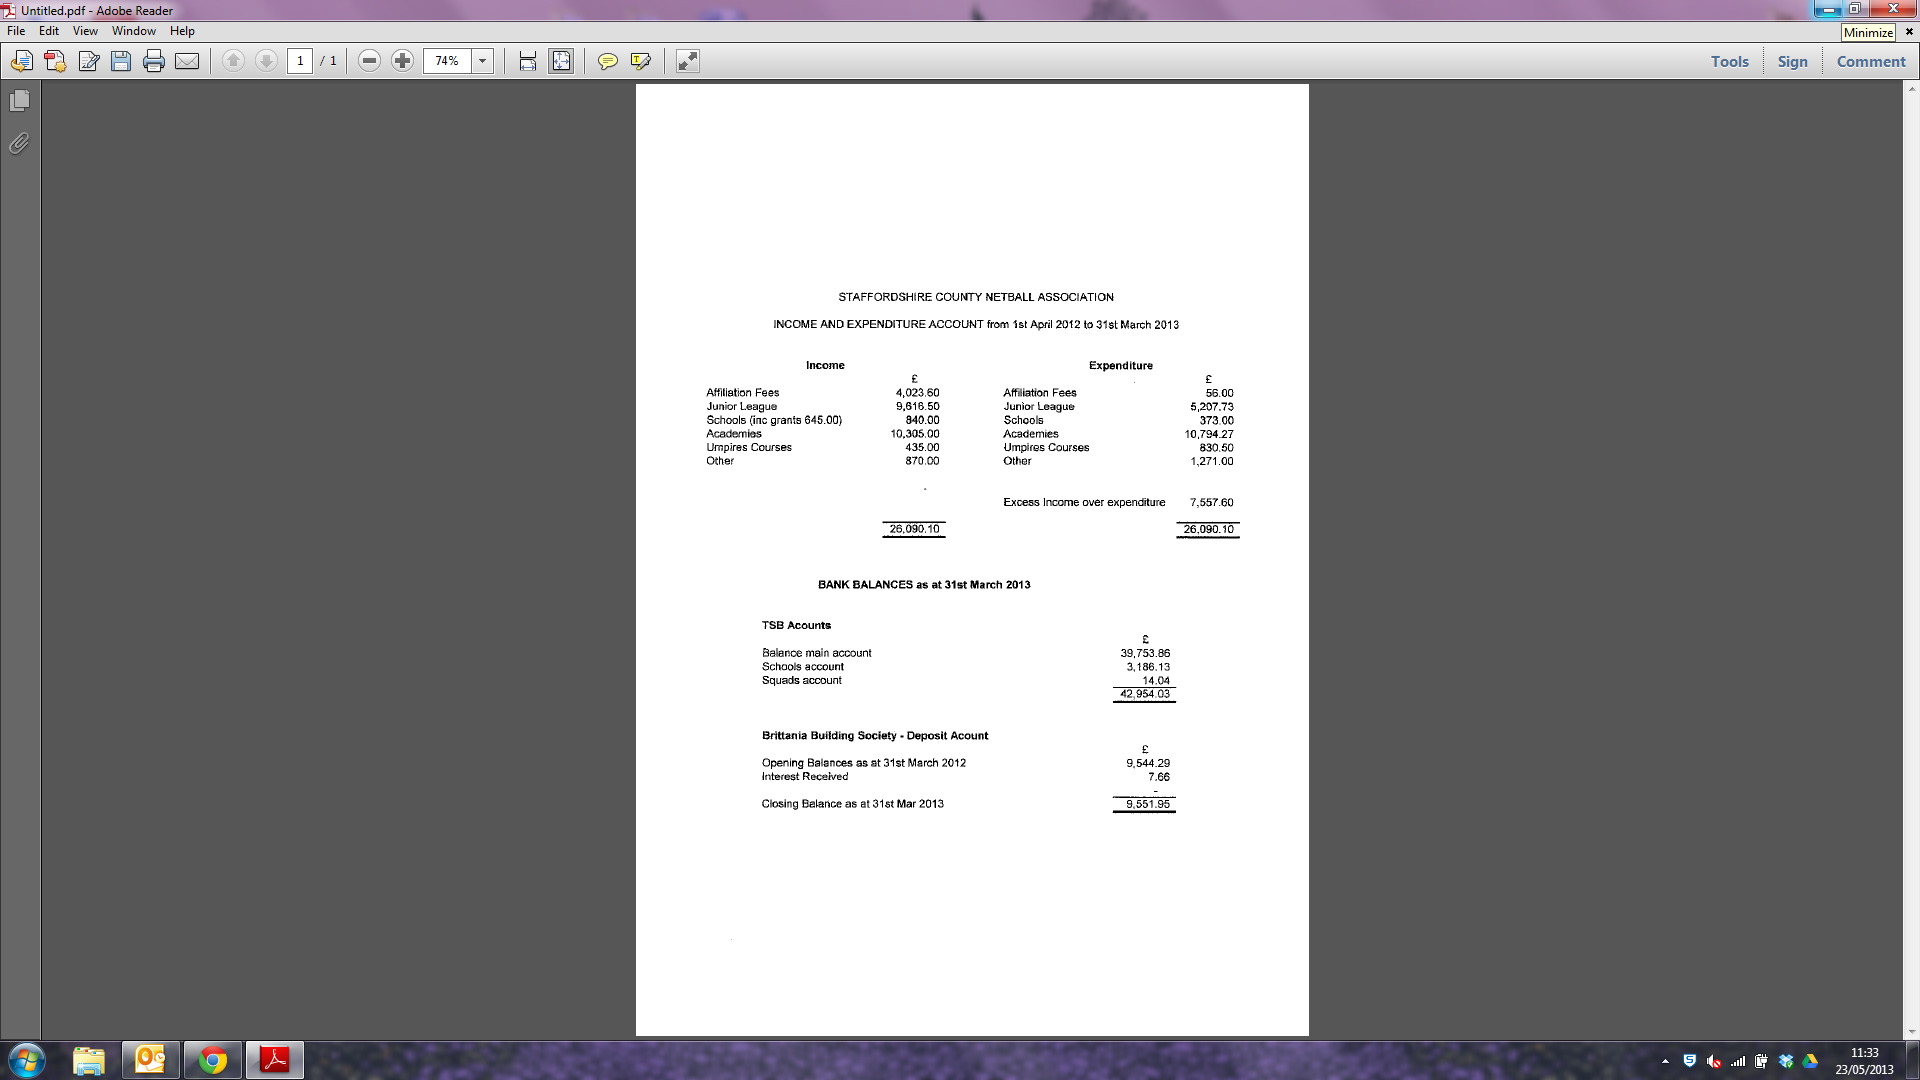 Untitled.pdf - Adobe Reader
File Edit View Window Help
Minimize
1 / 1 74% Tools Sign Comment
STAFFORDSHIRE COUNTY NETBALL ASSOCIATION
INCOME AND EXPENDITURE ACCOUNT from 1st April 2012 to 31st March 2013
Income Expenditure
£ £
Affiliation Fees 4,023.60 Affiliation Fees 56.00
Junior League 9,616.50 Junior League 5,207.73
Schools (inc grants 645.00) 840.00 Schools 373.00
Academies 10,305.00 Academies 10,794.27
Umpires Courses 435.00 Umpires Courses 830.50
Other 870.00 Other 1,271.00
-
Excess Income over expenditure 7,557.60
26,090.10 26,090.10
BANK BALANCES as at 31st March 2013
TSB Acounts
£
Balance main account 39,753.86
Schools account 3,186.13
Squads account 14.04
42,954.03
Brittania Building Society - Deposit Acount
£
Opening Balances as at 31st March 2012 9,544.29
Interest Received 7.66
-
Closing Balance as at 31st Mar 2013 9,551.95
11:33
23/05/2013